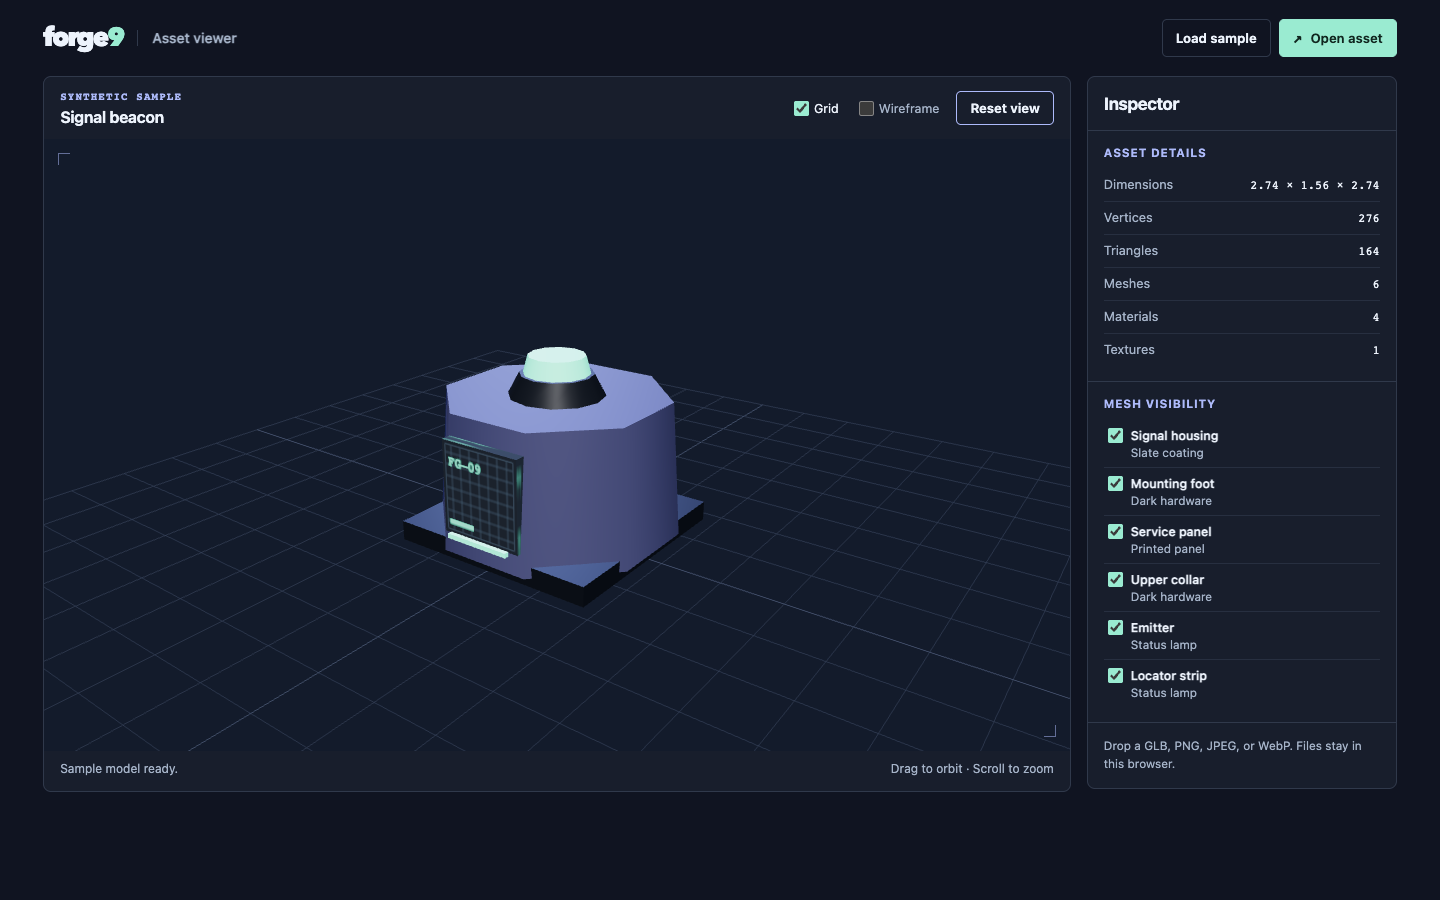 forge9
Asset viewer
Load sample
↗ Open asset
SYNTHETIC SAMPLE
Signal beacon
Grid
Wireframe
Reset view
FG-09
Sample model ready.
Drag to orbit · Scroll to zoom
Inspector
ASSET DETAILS
Dimensions 2.74 × 1.56 × 2.74
Vertices 276
Triangles 164
Meshes 6
Materials 4
Textures 1
MESH VISIBILITY
Signal housing
Slate coating
Mounting foot
Dark hardware
Service panel
Printed panel
Upper collar
Dark hardware
Emitter
Status lamp
Locator strip
Status lamp
Drop a GLB, PNG, JPEG, or WebP. Files stay in
this browser.